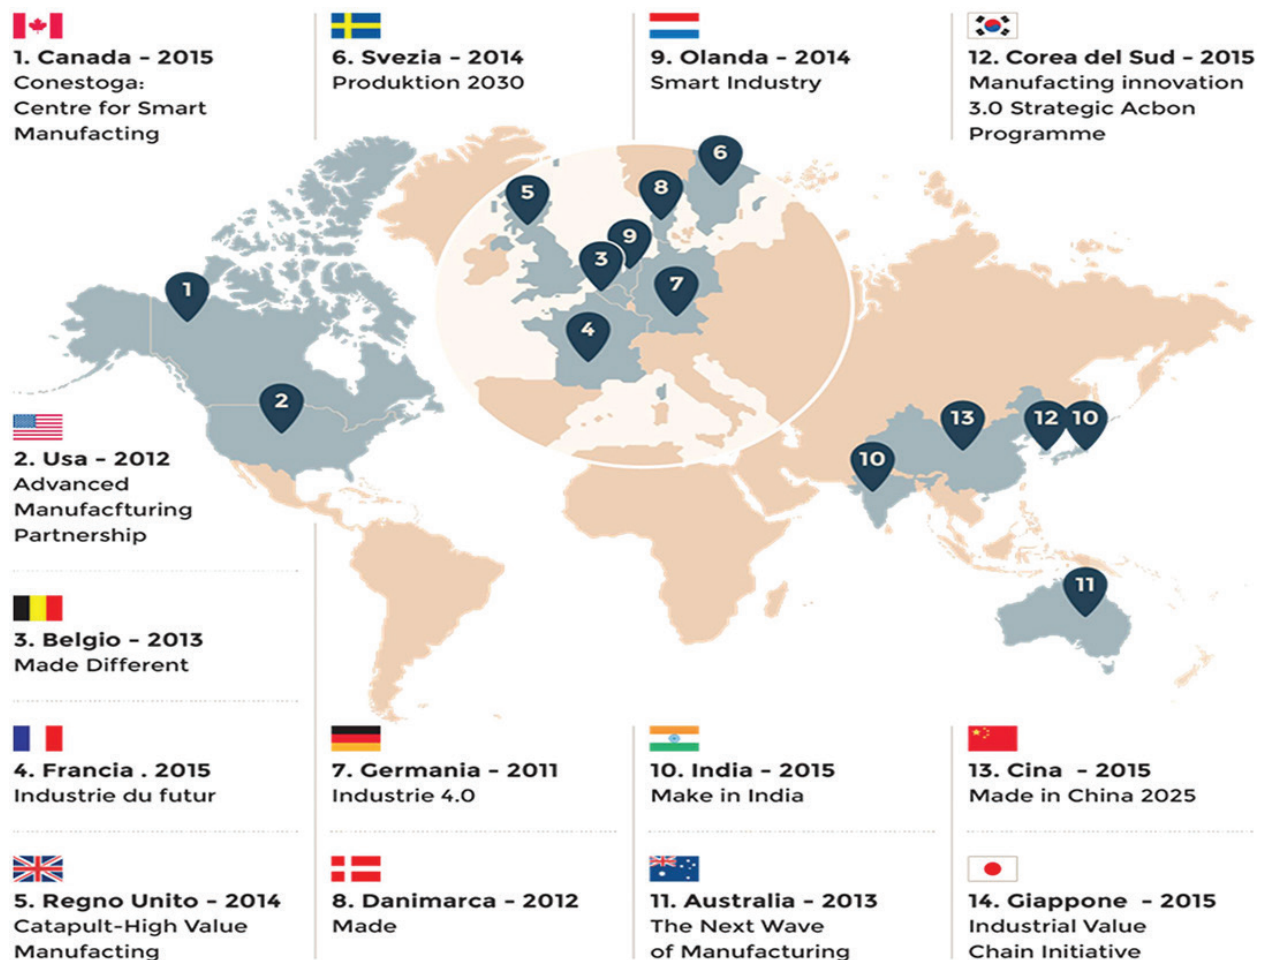 1. Canada - 2015
Conestoga:
Centre for Smart
Manufacting
6. Svezia - 2014
Produktion 2030
9. Olanda - 2014
Smart Industry
12. Corea del Sud - 2015
Manufacting innovation
3.0 Strategic Acbon
Programme
6
5
8
9
3
1
7
4
2
13
12
10
10
11
2. Usa - 2012
Advanced
Manufacfturing
Partnership
3. Belgio - 2013
Made Different
4. Francia . 2015
Industrie du futur
7. Germania - 2011
Industrie 4.0
10. India - 2015
Make in India
13. Cina - 2015
Made in China 2025
5. Regno Unito - 2014
Catapult-High Value
Manufacting
8. Danimarca - 2012
Made
11. Australia - 2013
The Next Wave
of Manufacturing
14. Giappone - 2015
Industrial Value
Chain Initiative